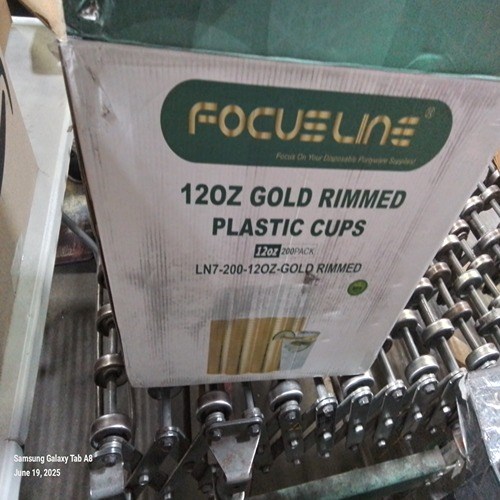 FOCUSLINE®
Focus On Your Disposable Partyware Supplies!
12OZ GOLD RIMMED
PLASTIC CUPS
12oz 200PACK
LN7-200-12OZ-GOLD RIMMED
Samsung Galaxy Tab A8
June 19, 2025